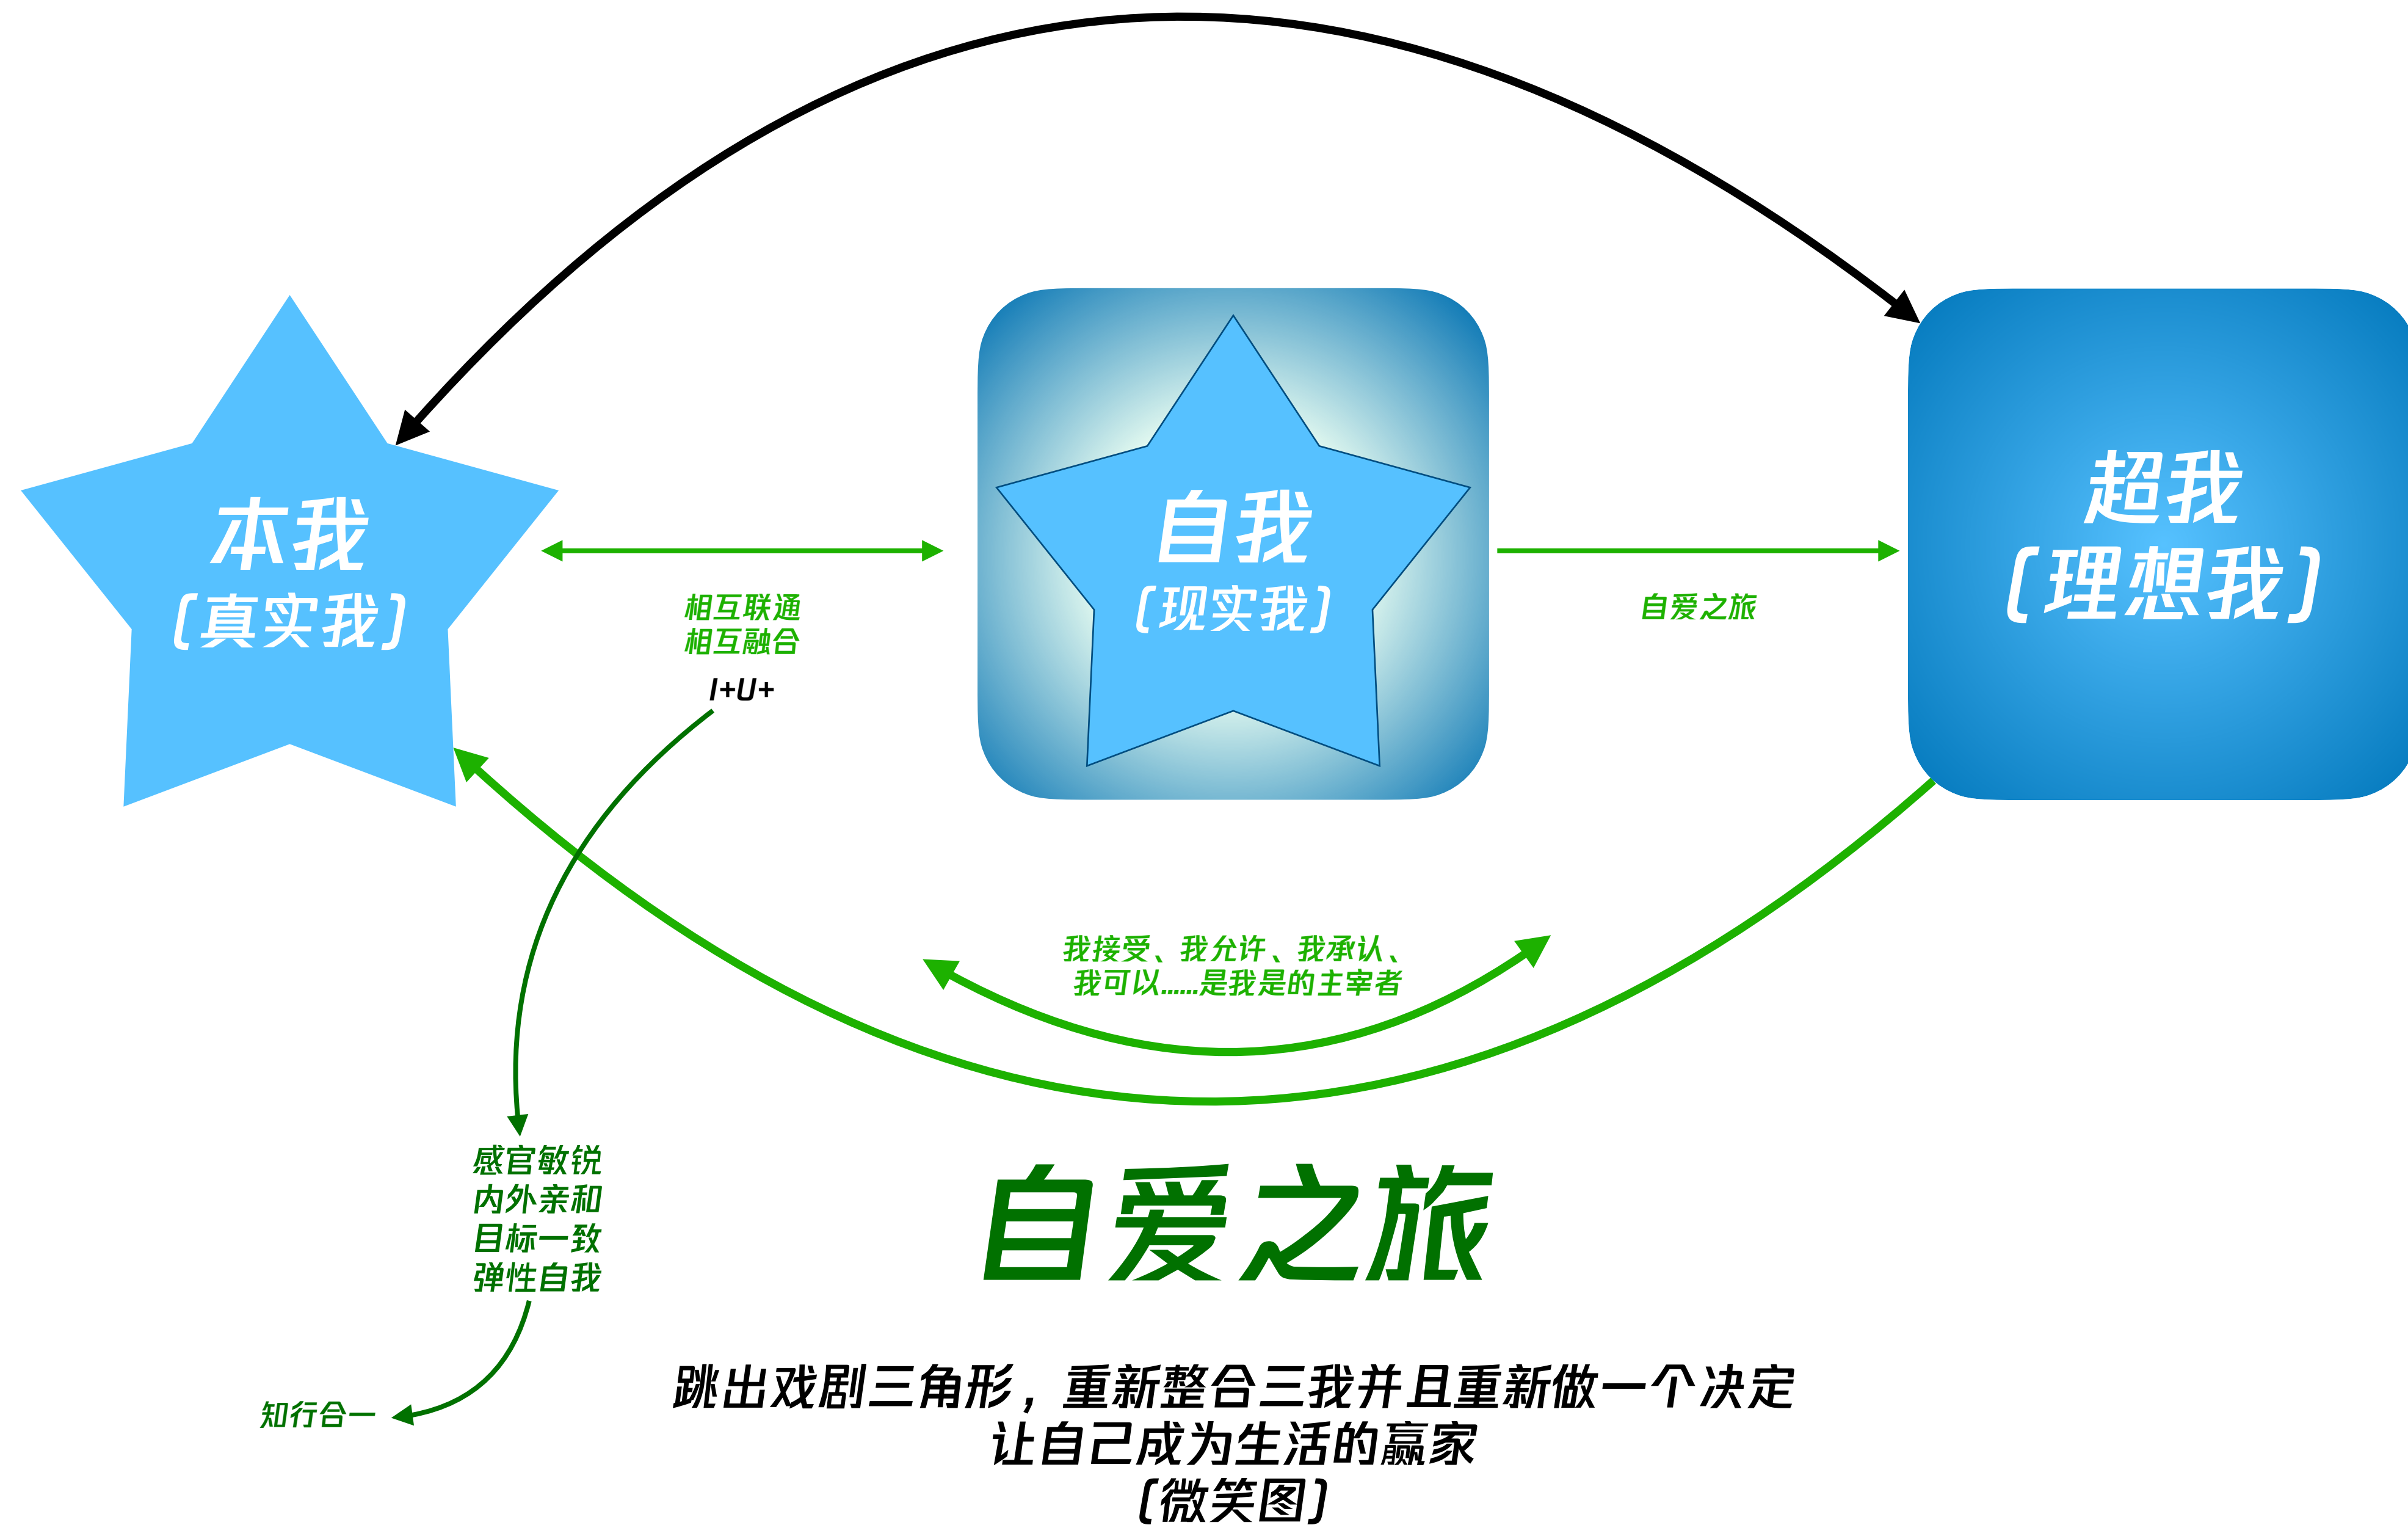 本我
(真实我)
自我
(现实我)
超我
(理想我)
相互联通
相互融合
I+U+
自爱之旅
我接受、我允许、我承认、
我可以......是我是的主宰者
感官敏锐
内外亲和
目标一致
弹性自我
知行合一
自爱之旅
跳出戏剧三角形，重新整合三我并且重新做一个决定
让自己成为生活的赢家
(微笑图)